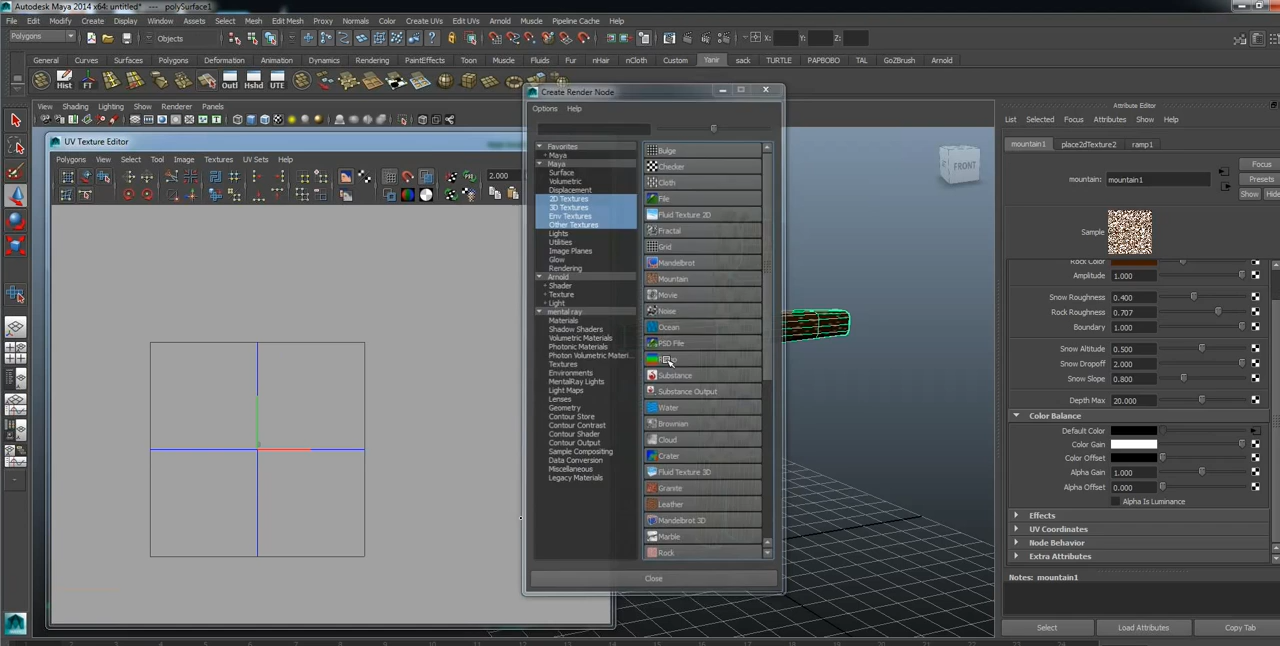 Autodesk Maya 2014 x64: untitled* --- polySurface1
File Edit Modify Create Display Window Assets Select Mesh Edit Mesh Proxy Normals Color Create UVs Edit UVs Arnold Muscle Pipeline Cache Help
Polygons Objects X: Y: Z:
General Curves Surfaces Polygons Deformation Animation Dynamics Rendering PaintEffects Toon Muscle Fluids Fur nHair nCloth Custom Yanir sack TURTLE PAPBOBO TAL GoZBrush Arnold
Hist FT Outl Hshd UTE
View Shading Lighting Show Renderer Panels
UV Texture Editor
Polygons View Select Tool Image Textures UV Sets Help
2.000
Create Render Node
Options Help
Favorites
Maya
Maya
Surface
Volumetric
Displacement
2D Textures
3D Textures
Env Textures
Other Textures
Lights
Utilities
Image Planes
Glow
Rendering
Arnold
Shader
Texture
Light
mental ray
Materials
Shadow Shaders
Volumetric Materials
Photonic Materials
Photon Volumetric Materi...
Textures
Environments
MentalRay Lights
Light Maps
Lenses
Geometry
Contour Store
Contour Contrast
Contour Shader
Contour Output
Sample Compositing
Data Conversion
Miscellaneous
Legacy Materials
Bulge
Checker
Cloth
File
Fluid Texture 2D
Fractal
Grid
Mandelbrot
Mountain
Movie
Noise
Ocean
PSD File
Substance
Substance Output
Water
Brownian
Cloud
Crater
Fluid Texture 3D
Granite
Leather
Mandelbrot 3D
Marble
Rock
Close
FRONT
Attribute Editor
List Selected Focus Attributes Show Help
mountain1 place2dTexture2 ramp1
Focus
mountain: mountain1 Presets
Show Hide
Sample
Rock Color
Amplitude 1.000
Snow Roughness 0.400
Rock Roughness 0.707
Boundary 1.000
Snow Altitude 0.500
Snow Dropoff 2.000
Snow Slope 0.800
Depth Max 20.000
Color Balance
Default Color
Color Gain
Color Offset
Alpha Gain 1.000
Alpha Offset 0.000
Alpha Is Luminance
Effects
UV Coordinates
Node Behavior
Extra Attributes
Notes: mountain1
Select Load Attributes Copy Tab